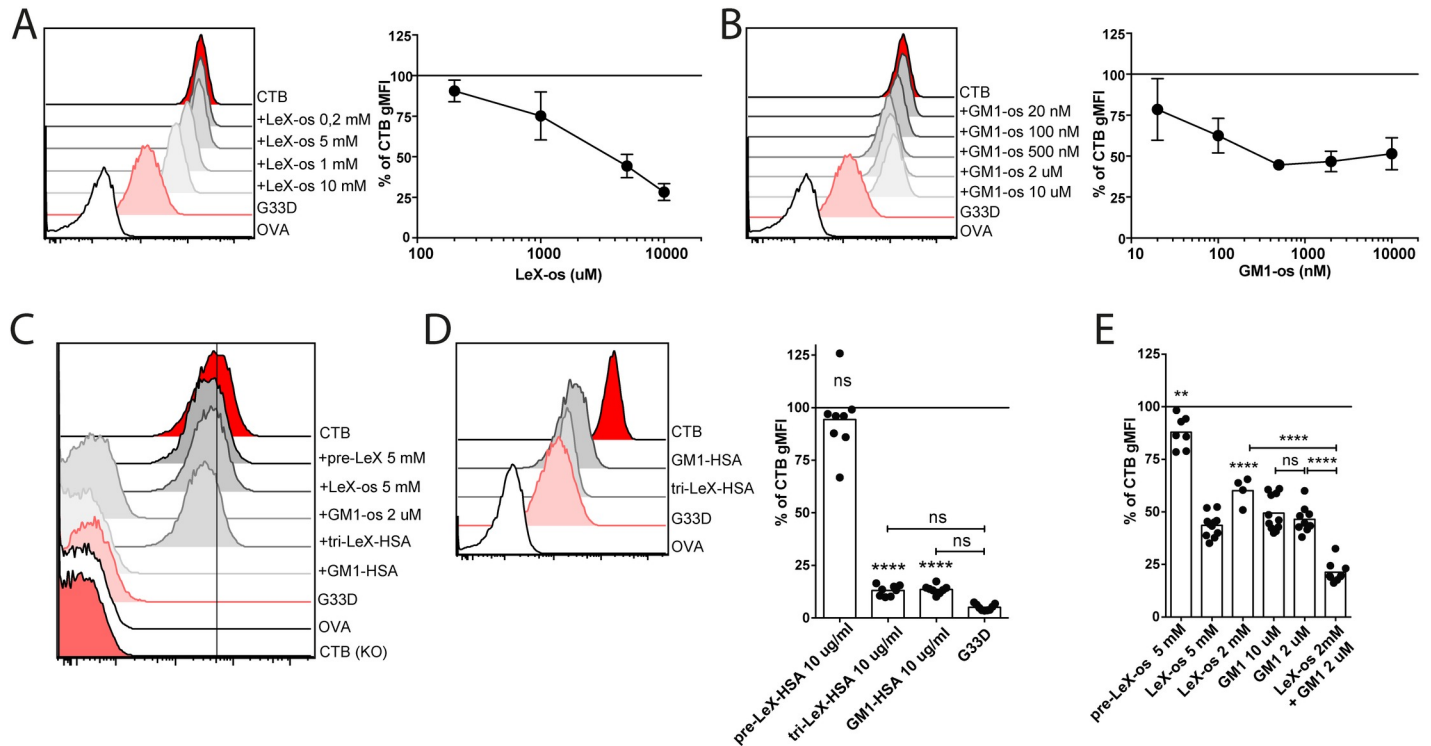 A
CTB
+LeX-os 0,2 mM
+LeX-os 5 mM
+LeX-os 1 mM
+LeX-os 10 mM
G33D
OVA
% of CTB gMFI
125
100
75
50
25
0
100
1000
10000
LeX-os (uM)
B
CTB
+GM1-os 20 nM
+GM1-os 100 nM
+GM1-os 500 nM
+GM1-os 2 uM
+GM1-os 10 uM
G33D
OVA
% of CTB gMFI
125
100
75
50
25
0
10
100
1000
10000
GM1-os (nM)
C
CTB
+pre-LeX 5 mM
+LeX-os 5 mM
+GM1-os 2 uM
+tri-LeX-HSA
+GM1-HSA
G33D
OVA
CTB (KO)
D
CTB
GM1-HSA
tri-LeX-HSA
G33D
OVA
% of CTB gMFI
125
100
75
50
25
0
ns
ns
ns
****
****
pre-LeX-HSA 10 ug/ml
tri-LeX-HSA 10 ug/ml
GM1-HSA 10 ug/ml
G33D
E
% of CTB gMFI
125
100
75
50
25
0
**
****
****
ns
****
pre-LeX-os 5 mM
LeX-os 5 mM
LeX-os 2 mM
GM1 10 uM
GM1 2 uM
LeX-os 2mM
+ GM1 2 uM